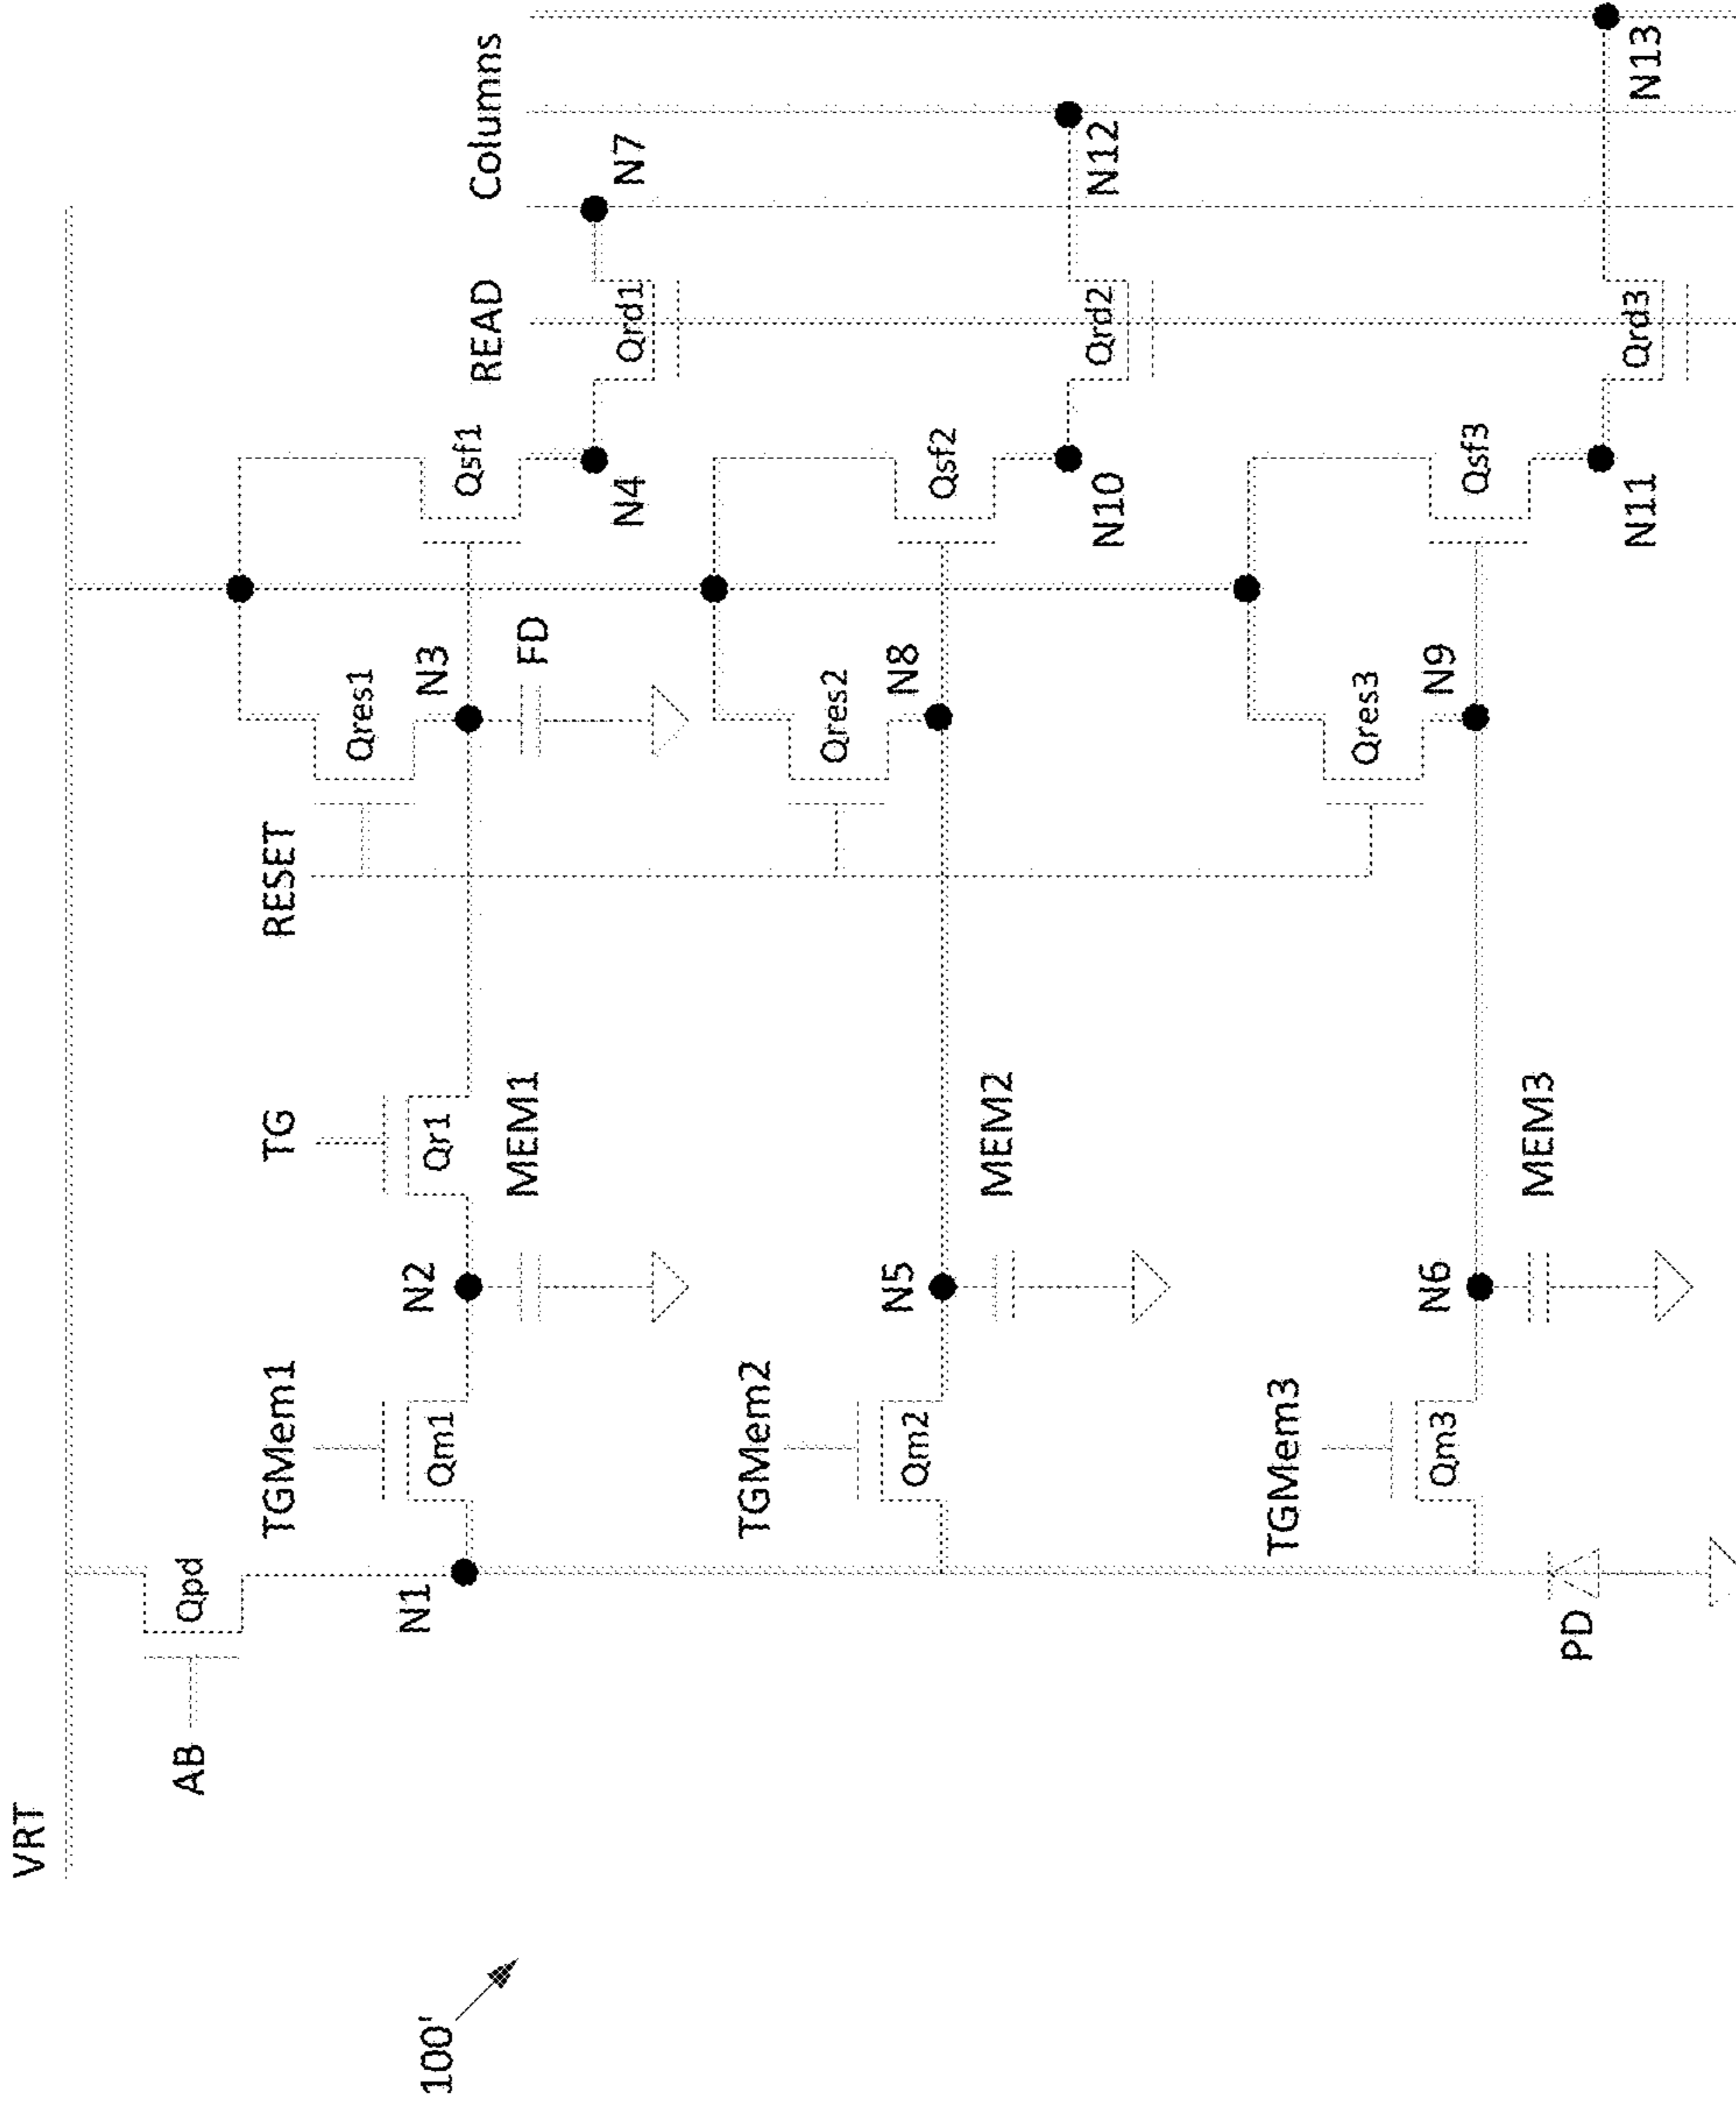 100'
VRT
AB
Qpd
N1
PD
TGMem1
Qm1
N2
MEM1
TG
Qr1
RESET
Qres1
N3
FD
Qsf1
N4
READ
Qrd1
Columns
N7
TGMem2
Qm2
N5
MEM2
Qres2
N8
Qsf2
N10
Qrd2
N12
TGMem3
Qm3
N6
MEM3
Qres3
N9
Qsf3
N11
Qrd3
N13